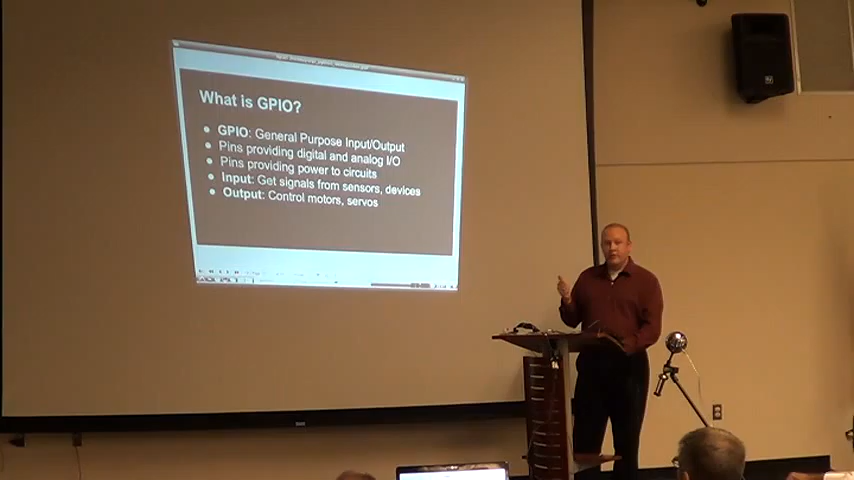 What is GPIO?
GPIO: General Purpose Input/Output
Pins providing digital and analog I/O
Pins providing power to circuits
Input: Get signals from sensors, devices
Output: Control motors, servos